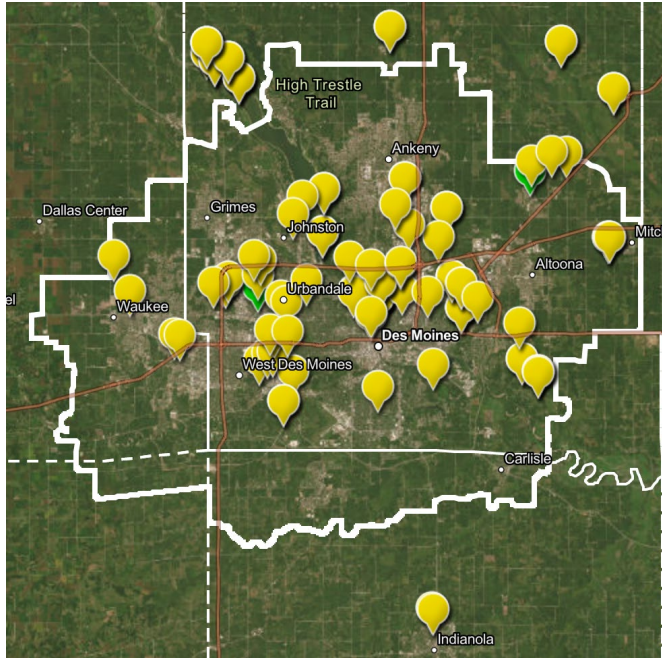 High Trestle
Trail
Ankeny
Dallas Center
Grimes
Johnston
Mitc
Altoona
el
Urbandale
Waukee
Des Moines
West Des Moines
Carlisle
Indianola